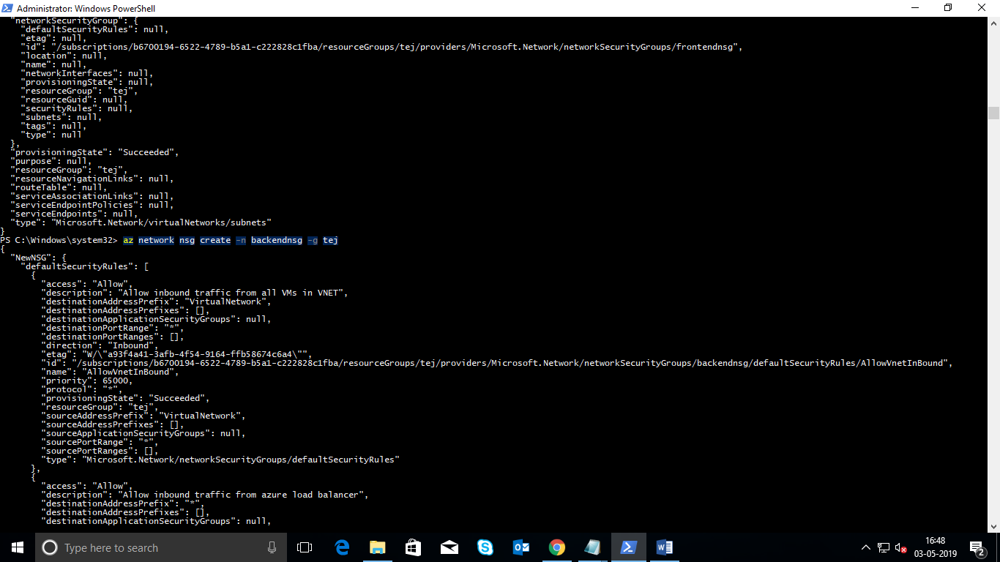 Administrator: Windows PowerShell
  "networkSecurityGroup": {
    "defaultSecurityRules": null,
    "etag": null,
    "id": "/subscriptions/b6700194-6522-4789-b5a1-c222828c1fba/resourceGroups/tej/providers/Microsoft.Network/networkSecurityGroups/frontendnsg",
    "location": null,
    "name": null,
    "networkInterfaces": null,
    "provisioningState": null,
    "resourceGroup": "tej",
    "resourceGuid": null,
    "securityRules": null,
    "subnets": null,
    "tags": null,
    "type": null
  },
  "provisioningState": "Succeeded",
  "purpose": null,
  "resourceGroup": "tej",
  "resourceNavigationLinks": null,
  "routeTable": null,
  "serviceAssociationLinks": null,
  "serviceEndpointPolicies": null,
  "serviceEndpoints": null,
  "type": "Microsoft.Network/virtualNetworks/subnets"
}
PS C:\Windows\system32> az network nsg create -n backendnsg -g tej
{
  "NewNSG": {
    "defaultSecurityRules": [
      {
        "access": "Allow",
        "description": "Allow inbound traffic from all VMs in VNET",
        "destinationAddressPrefix": "VirtualNetwork",
        "destinationAddressPrefixes": [],
        "destinationApplicationSecurityGroups": null,
        "destinationPortRange": "*",
        "destinationPortRanges": [],
        "direction": "Inbound",
        "etag": "W/\"a93f4a41-3afb-4f54-9164-ffb58674c6a4\"",
        "id": "/subscriptions/b6700194-6522-4789-b5a1-c222828c1fba/resourceGroups/tej/providers/Microsoft.Network/networkSecurityGroups/backendnsg/defaultSecurityRules/AllowVnetInBound",
        "name": "AllowVnetInBound",
        "priority": 65000,
        "protocol": "*",
        "provisioningState": "Succeeded",
        "resourceGroup": "tej",
        "sourceAddressPrefix": "VirtualNetwork",
        "sourceAddressPrefixes": [],
        "sourceApplicationSecurityGroups": null,
        "sourcePortRange": "*",
        "sourcePortRanges": [],
        "type": "Microsoft.Network/networkSecurityGroups/defaultSecurityRules"
      },
      {
        "access": "Allow",
        "description": "Allow inbound traffic from azure load balancer",
        "destinationAddressPrefix": "*",
        "destinationAddressPrefixes": [],
        "destinationApplicationSecurityGroups": null,
Type here to search
16:48
03-05-2019
2